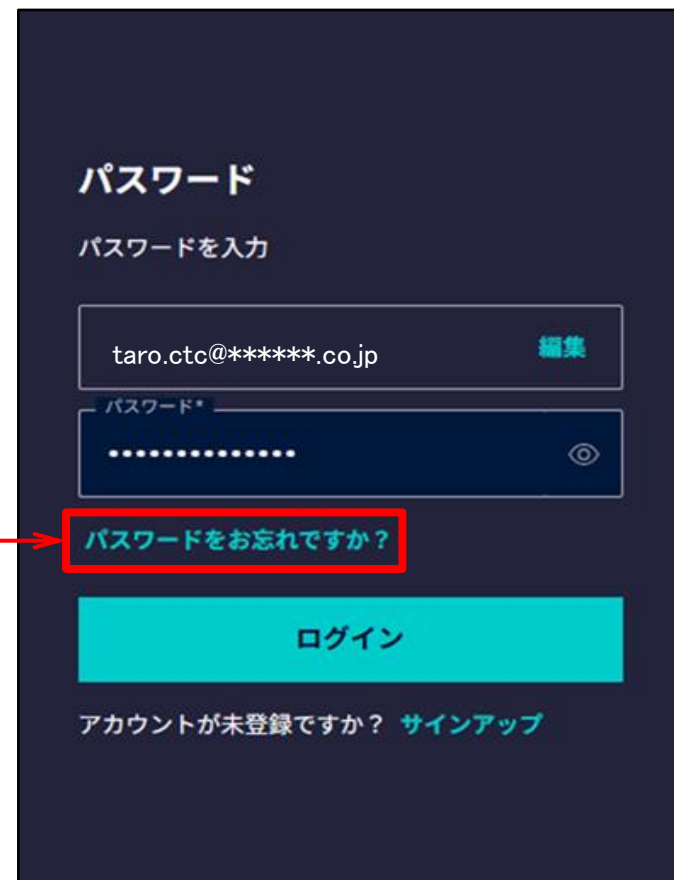 パスワード
パスワードを入力
taro.ctc@******.co.jp 編集
パスワード*
••••••••••••••
パスワードをお忘れですか？
ログイン
アカウントが未登録ですか？ サインアップ